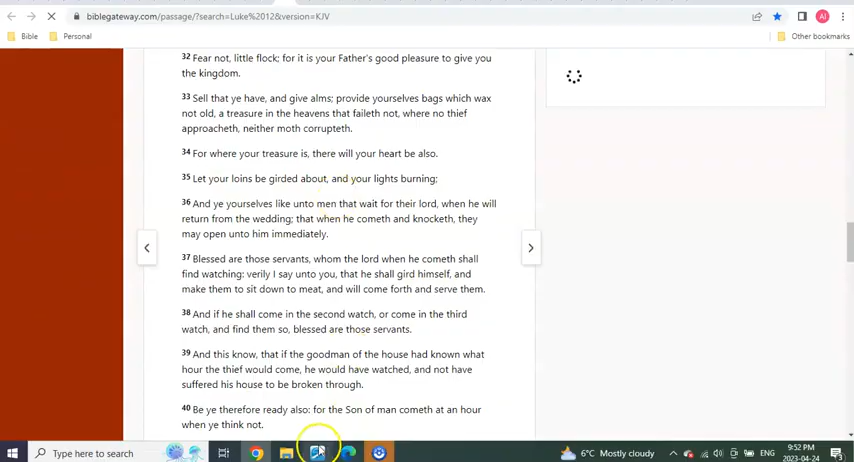 biblegateway.com/passage/?search=Luke%2012&version=KJV
AI
Bible
Personal
Other bookmarks
32 Fear not, little flock; for it is your Father's good pleasure to give you
the kingdom.
33 Sell that ye have, and give alms; provide yourselves bags which wax
not old, a treasure in the heavens that faileth not, where no thief
approacheth, neither moth corrupteth.
34 For where your treasure is, there will your heart be also.
35 Let your loins be girded about, and your lights burning;
36 And ye yourselves like unto men that wait for their lord, when he will
return from the wedding; that when he cometh and knocketh, they
may open unto him immediately.
37 Blessed are those servants, whom the lord when he cometh shall
find watching: verily I say unto you, that he shall gird himself, and
make them to sit down to meat, and will come forth and serve them.
38 And if he shall come in the second watch, or come in the third
watch, and find them so, blessed are those servants.
39 And this know, that if the goodman of the house had known what
hour the thief would come, he would have watched, and not have
suffered his house to be broken through.
40 Be ye therefore ready also: for the Son of man cometh at an hour
when ye think not.
Type here to search
6°C Mostly cloudy
ENG
9:52 PM
2023-04-24
3